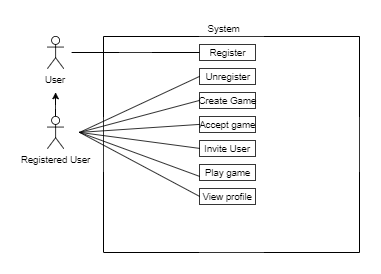 System
Register
User
Unregister
Create Game
Accept game
Registered User
Invite User
Play game
View profile